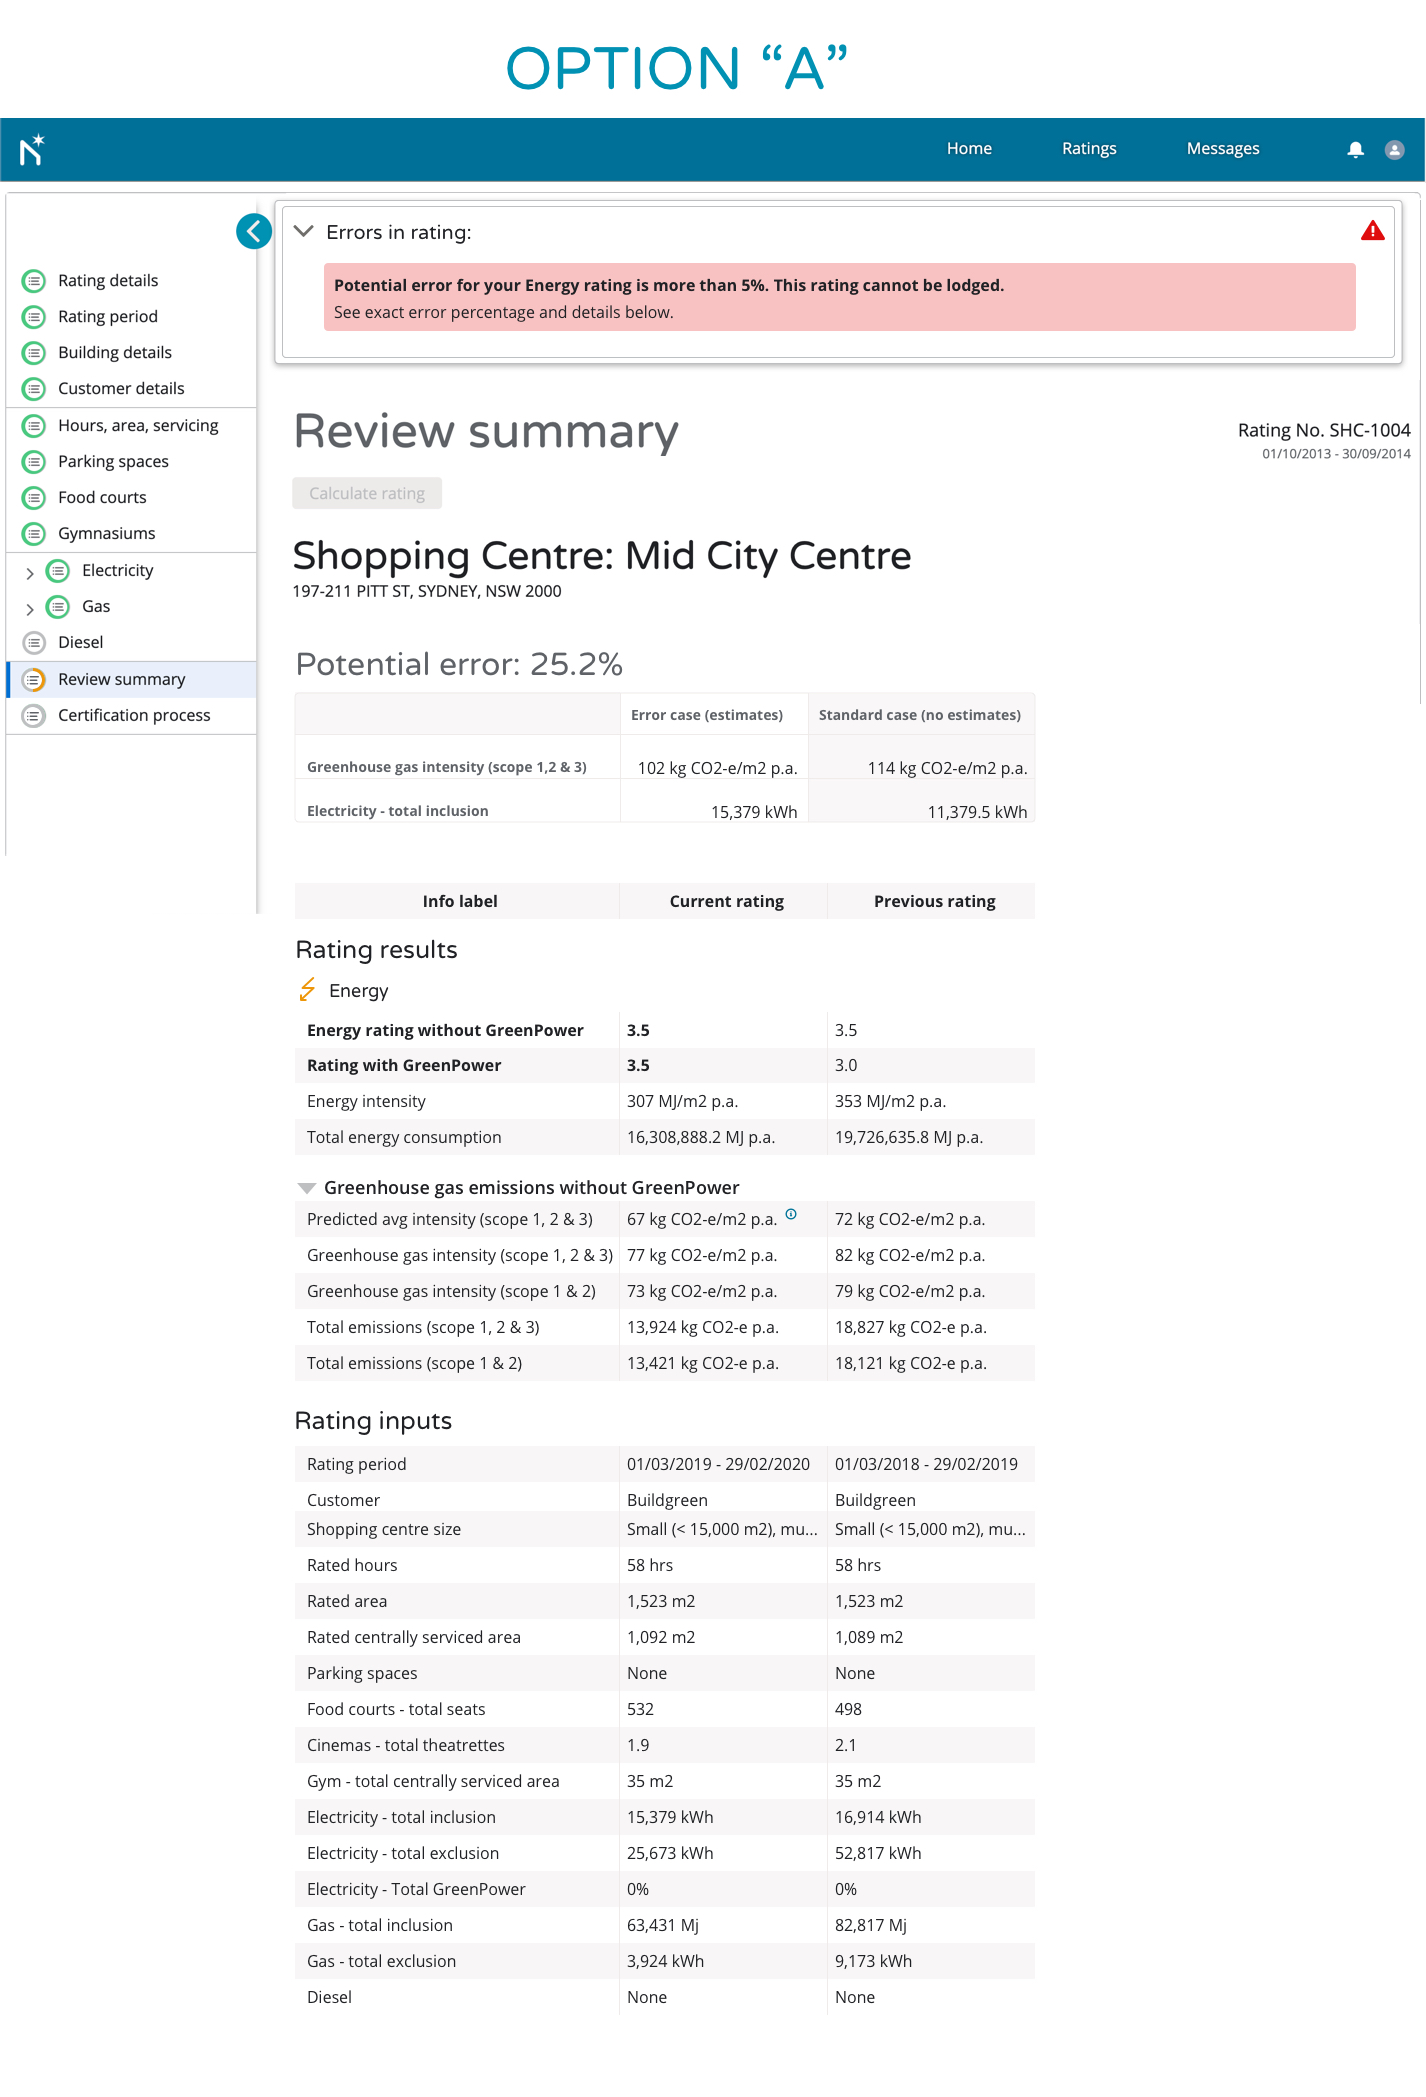 OPTION “A”
Home Ratings Messages
Errors in rating:
Potential error for your Energy rating is more than 5%. This rating cannot be lodged.
See exact error percentage and details below.
Rating details
Rating period
Building details
Customer details
Hours, area, servicing
Parking spaces
Food courts
Gymnasiums
Electricity
Gas
Diesel
Review summary
Certification process
Review summary
Rating No. SHC-1004
01/10/2013 - 30/09/2014
Calculate rating
Shopping Centre: Mid City Centre
197-211 PITT ST, SYDNEY, NSW 2000
Potential error: 25.2%
Error case (estimates) Standard case (no estimates)
Greenhouse gas intensity (scope 1,2 & 3) 102 kg CO2-e/m2 p.a. 114 kg CO2-e/m2 p.a.
Electricity - total inclusion 15,379 kWh 11,379.5 kWh
Info label Current rating Previous rating
Rating results
Energy
Energy rating without GreenPower 3.5 3.5
Rating with GreenPower 3.5 3.0
Energy intensity 307 MJ/m2 p.a. 353 MJ/m2 p.a.
Total energy consumption 16,308,888.2 MJ p.a. 19,726,635.8 MJ p.a.
Greenhouse gas emissions without GreenPower
Predicted avg intensity (scope 1, 2 & 3) 67 kg CO2-e/m2 p.a. 72 kg CO2-e/m2 p.a.
Greenhouse gas intensity (scope 1, 2 & 3) 77 kg CO2-e/m2 p.a. 82 kg CO2-e/m2 p.a.
Greenhouse gas intensity (scope 1 & 2) 73 kg CO2-e/m2 p.a. 79 kg CO2-e/m2 p.a.
Total emissions (scope 1, 2 & 3) 13,924 kg CO2-e p.a. 18,827 kg CO2-e p.a.
Total emissions (scope 1 & 2) 13,421 kg CO2-e p.a. 18,121 kg CO2-e p.a.
Rating inputs
Rating period 01/03/2019 - 29/02/2020 01/03/2018 - 29/02/2019
Customer Buildgreen Buildgreen
Shopping centre size Small (< 15,000 m2), mu... Small (< 15,000 m2), mu...
Rated hours 58 hrs 58 hrs
Rated area 1,523 m2 1,523 m2
Rated centrally serviced area 1,092 m2 1,089 m2
Parking spaces None None
Food courts - total seats 532 498
Cinemas - total theatrettes 1.9 2.1
Gym - total centrally serviced area 35 m2 35 m2
Electricity - total inclusion 15,379 kWh 16,914 kWh
Electricity - total exclusion 25,673 kWh 52,817 kWh
Electricity - Total GreenPower 0% 0%
Gas - total inclusion 63,431 Mj 82,817 Mj
Gas - total exclusion 3,924 kWh 9,173 kWh
Diesel None None